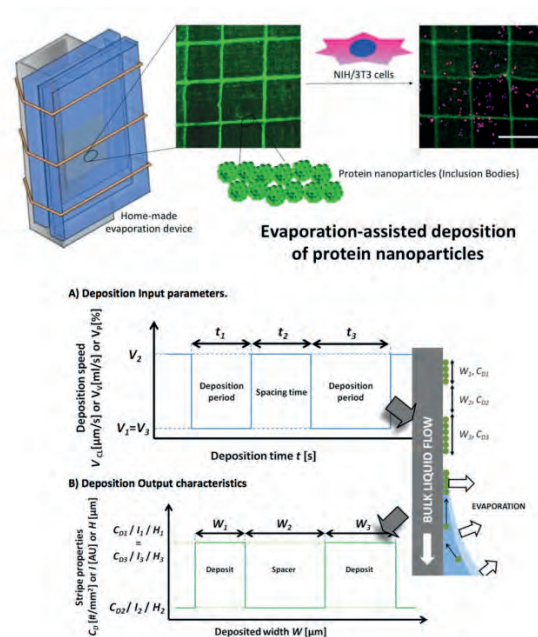 NIH/3T3 cells
Protein nanoparticles (Inclusion Bodies)
Home-made
evaporation device
Evaporation-assisted deposition
of protein nanoparticles
A) Deposition Input parameters.
t1
t2
t3
V2
V1=V3
Deposition speed
VCL[µm/s] or VV[ml/s] or VP[%]
Deposition
period
Spacing time
Deposition
period
Deposition time t [s]
W1, CD1
W2, CD2
W3, CD3
BULK LIQUID FLOW
EVAPORATION
B) Deposition Output characteristics
W1
W2
W3
CD1 / I1 / H1
=
CD3 / I3 / H3
CD2 / I2 / H2
Stripe properties
CD [#/mm²] or I [AU] or H [µm]
Deposit
Spacer
Deposit
Deposited width W [µm]